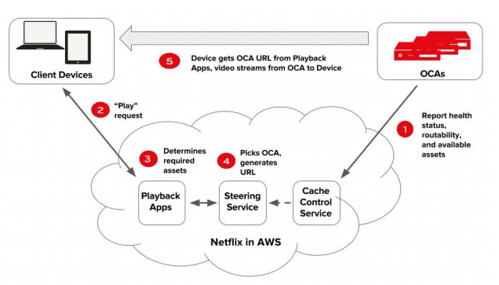 5
Device gets OCA URL from Playback
Apps, video streams from OCA to Device
Client Devices
OCAs
2
“Play”
request
1
Report health
status,
routability,
and available
assets
3
Determines
required
assets
4
Picks OCA,
generates
URL
Playback
Apps
Steering
Service
Cache
Control
Service
Netflix in AWS